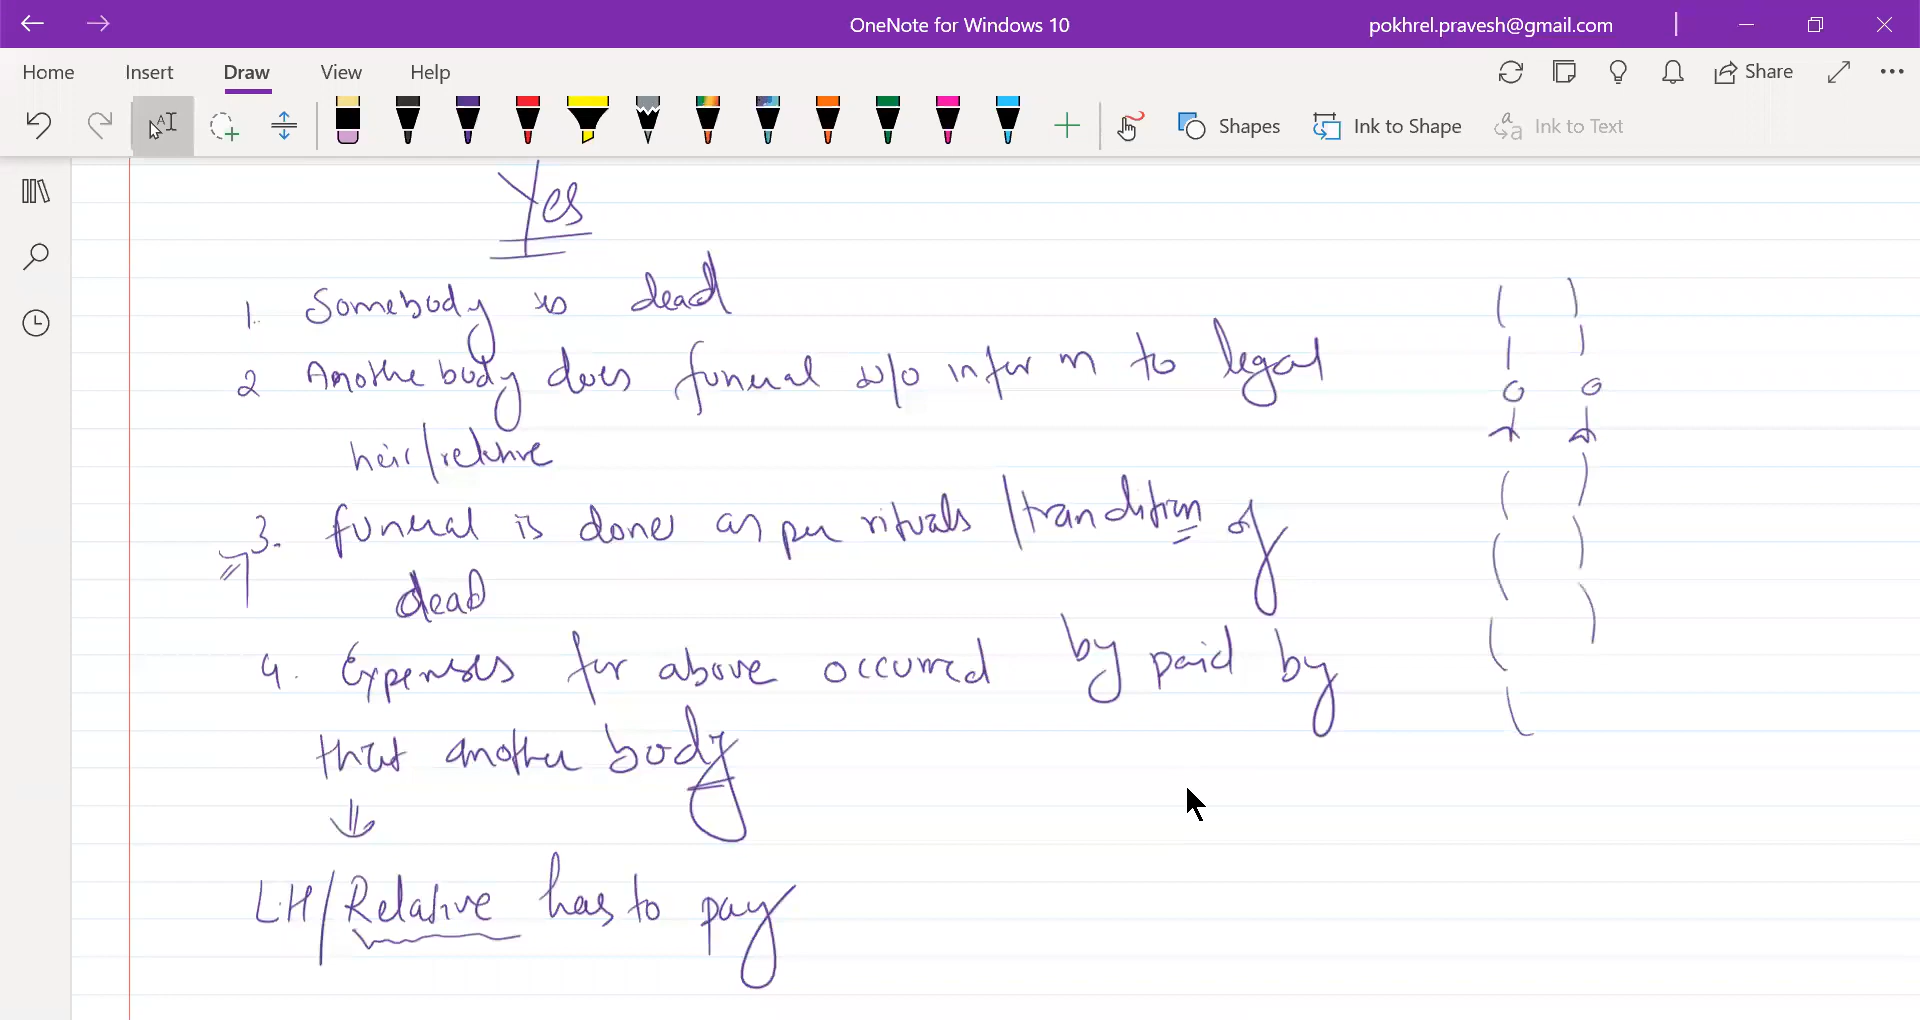 OneNote for Windows 10
pokhrel.pravesh@gmail.com
Home Insert Draw View Help
Share
Shapes Ink to Shape Ink to Text
Yes
1. Somebody is dead
2 Anothe body does funeral w/o infor m to legal
heir/relative
3. funeral is done as per rituals /trandition of
dead
4. Expenses for above occurred by paid by
that another body
LH/Relative has to pay